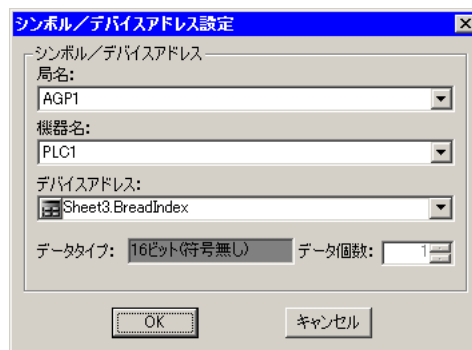 シンボル／デバイスアドレス設定
シンボル／デバイスアドレス
局名:
AGP1
機器名:
PLC1
デバイスアドレス:
Sheet3.BreadIndex
データタイプ: 16ビット(符号無し) データ個数: 1
OK キャンセル